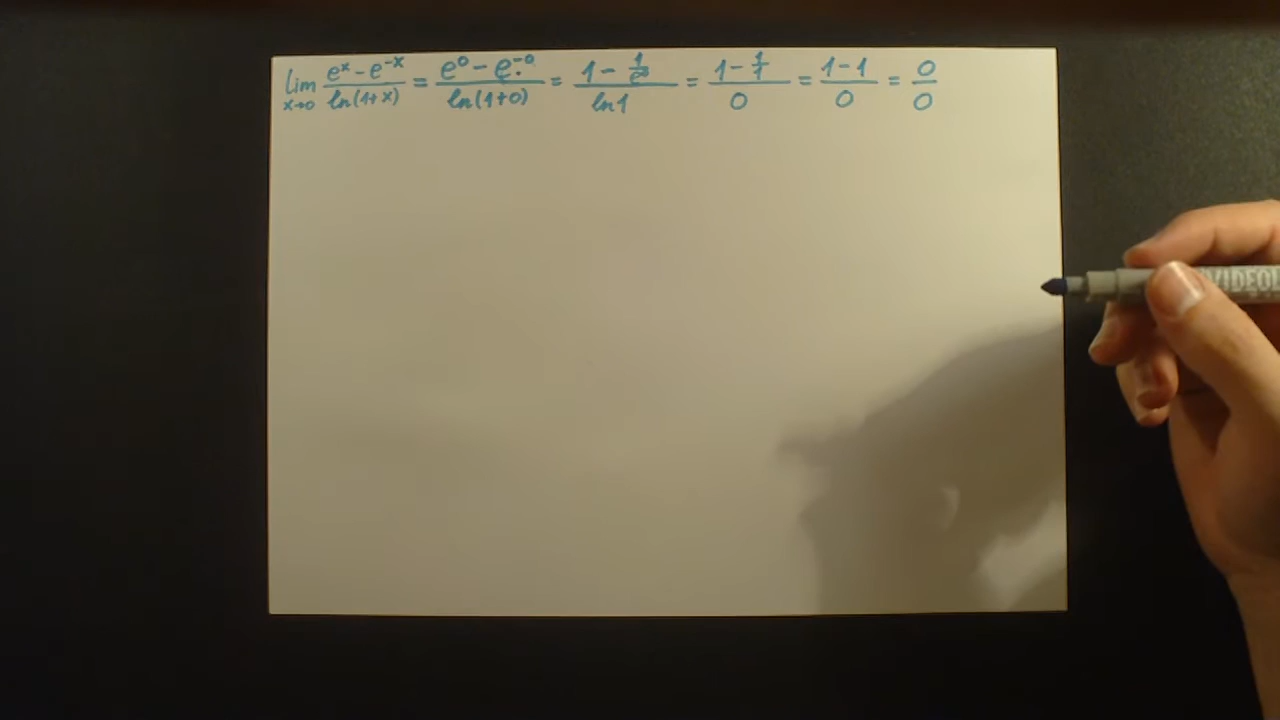 lim x→0 (e^x - e^-x)/(ln(1+x)) = (e^0 - e^-0)/(ln(1+0)) = (1 - 1/e^0)/(ln1) = (1 - 1/1)/0 = (1-1)/0 = 0/0